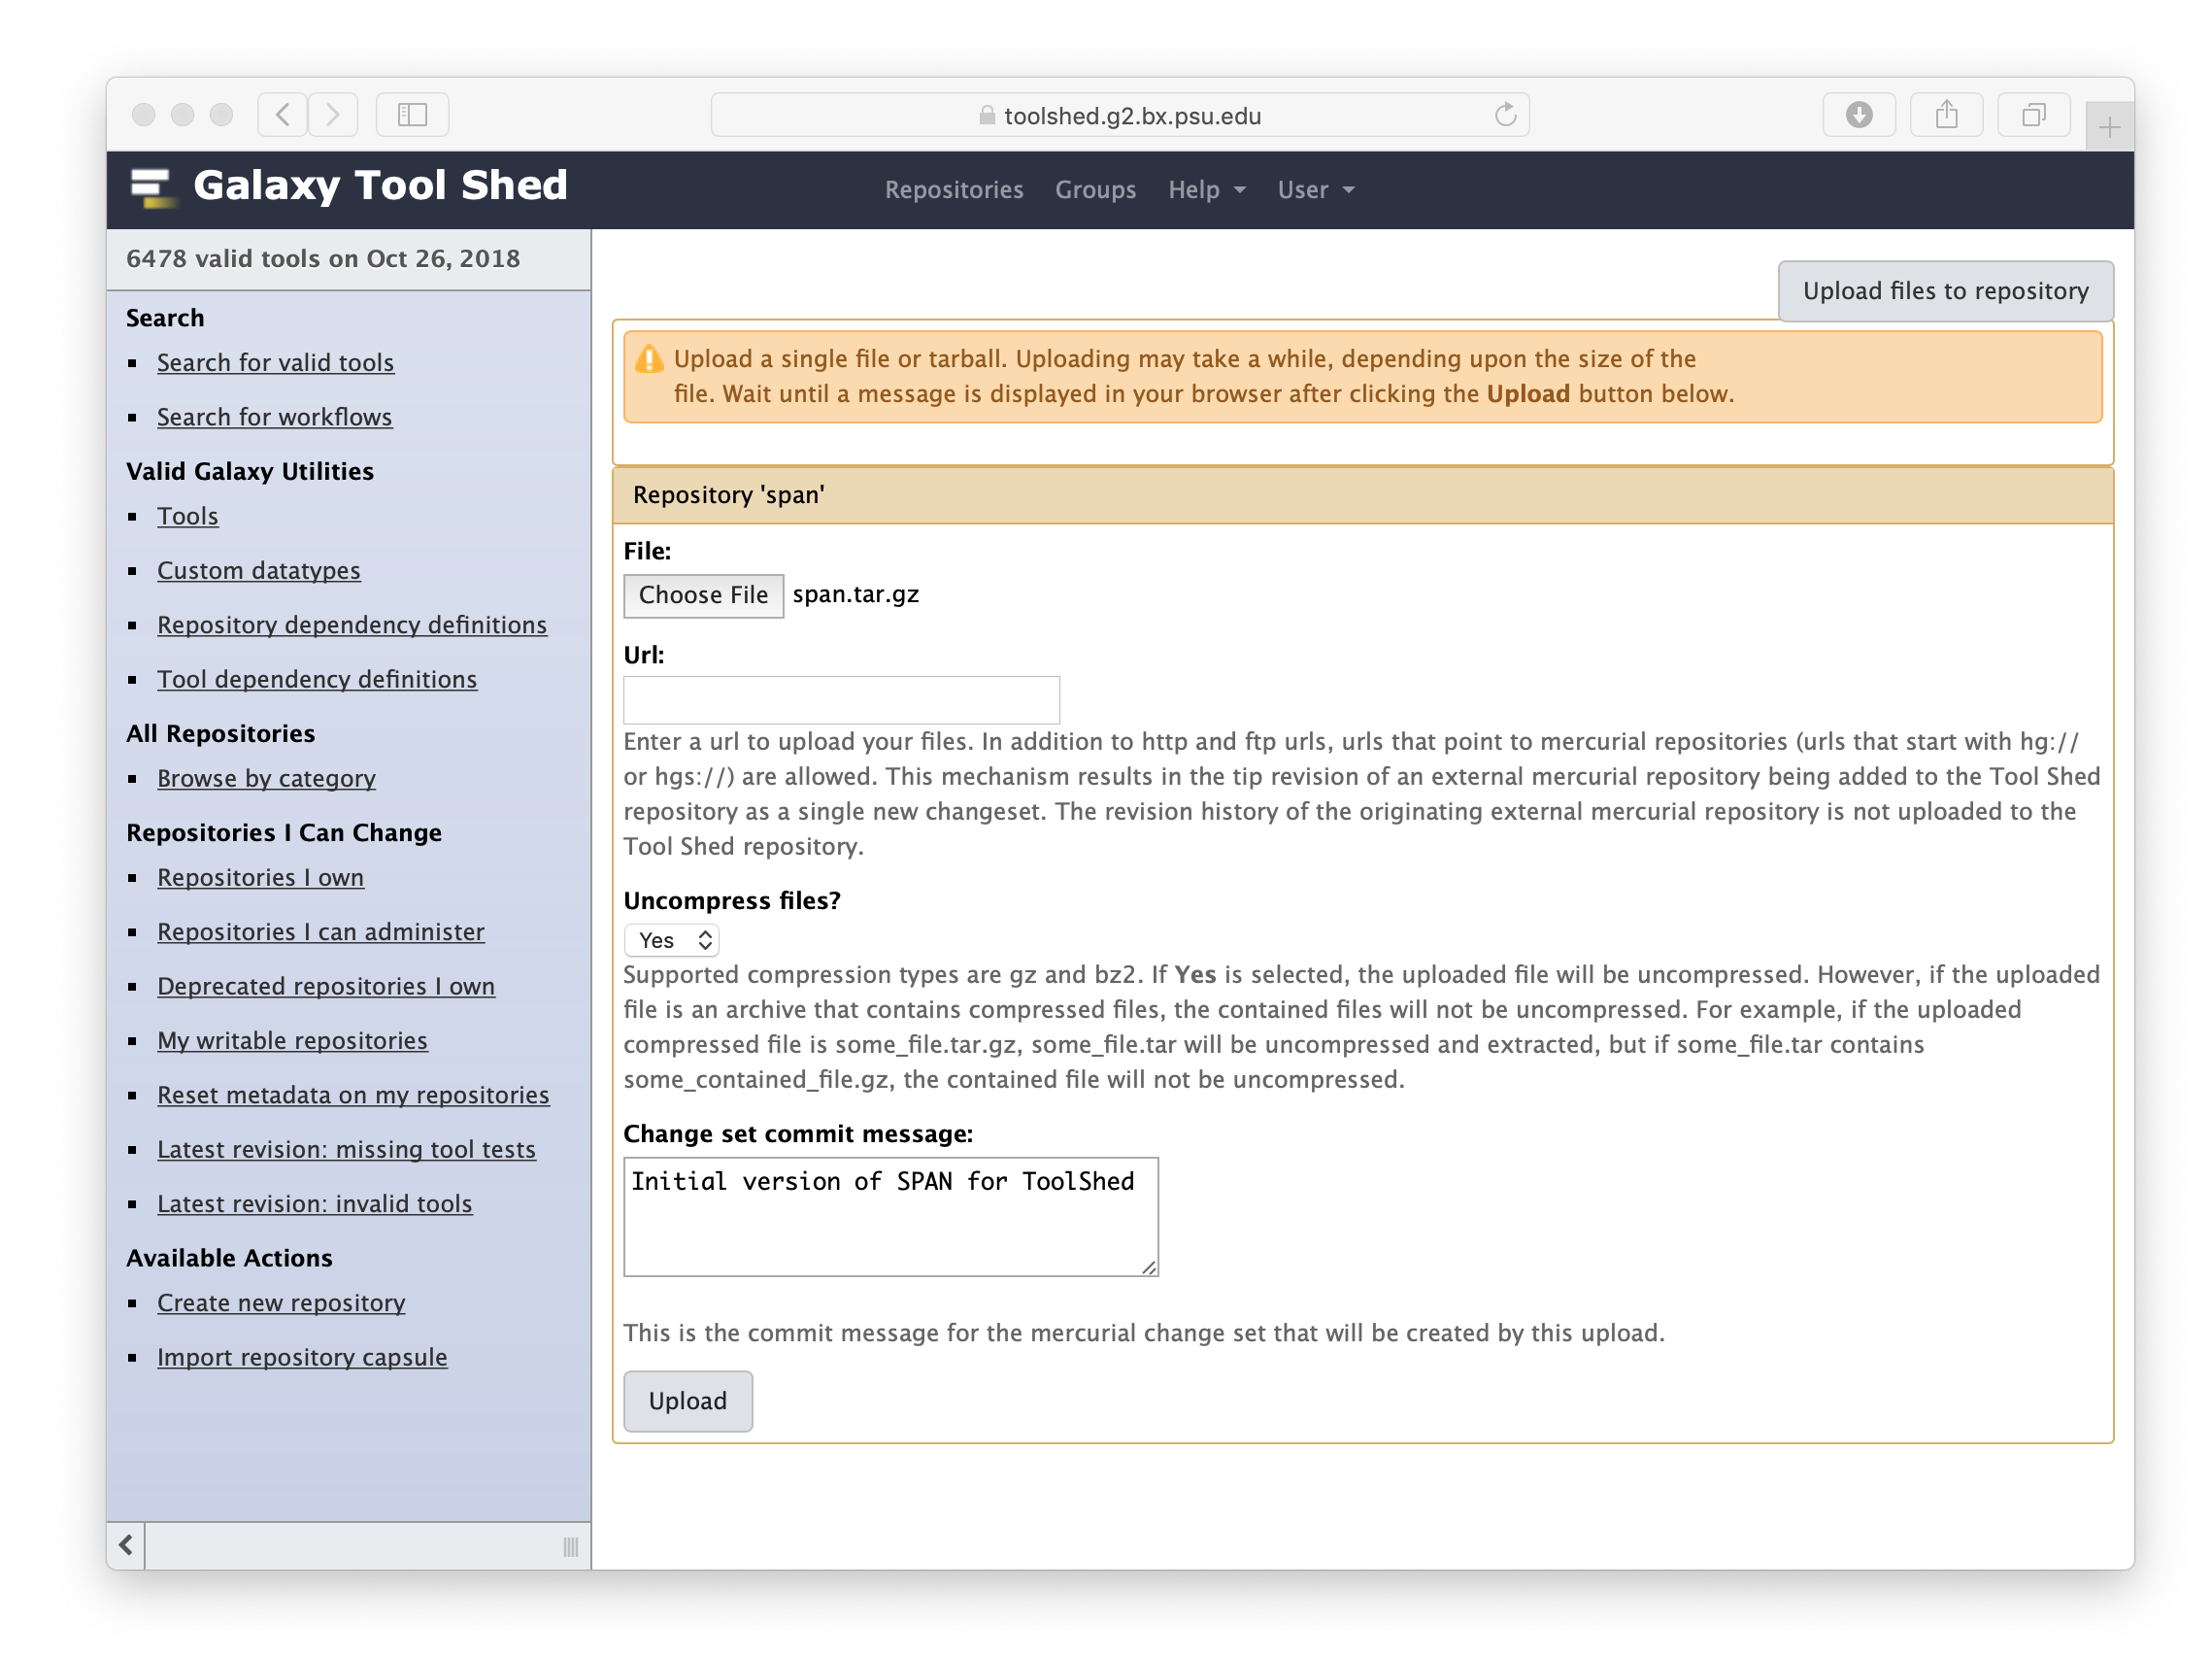 toolshed.g2.bx.psu.edu
Galaxy Tool Shed
Repositories Groups Help User
6478 valid tools on Oct 26, 2018
Search
Search for valid tools
Search for workflows
Valid Galaxy Utilities
Tools
Custom datatypes
Repository dependency definitions
Tool dependency definitions
All Repositories
Browse by category
Repositories I Can Change
Repositories I own
Repositories I can administer
Deprecated repositories I own
My writable repositories
Reset metadata on my repositories
Latest revision: missing tool tests
Latest revision: invalid tools
Available Actions
Create new repository
Import repository capsule
Upload files to repository
Upload a single file or tarball. Uploading may take a while, depending upon the size of the
file. Wait until a message is displayed in your browser after clicking the Upload button below.
Repository 'span'
File:
Choose File span.tar.gz
Url:
Enter a url to upload your files. In addition to http and ftp urls, urls that point to mercurial repositories (urls that start with hg://
or hgs://) are allowed. This mechanism results in the tip revision of an external mercurial repository being added to the Tool Shed
repository as a single new changeset. The revision history of the originating external mercurial repository is not uploaded to the
Tool Shed repository.
Uncompress files?
Yes
Supported compression types are gz and bz2. If Yes is selected, the uploaded file will be uncompressed. However, if the uploaded
file is an archive that contains compressed files, the contained files will not be uncompressed. For example, if the uploaded
compressed file is some_file.tar.gz, some_file.tar will be uncompressed and extracted, but if some_file.tar contains
some_contained_file.gz, the contained file will not be uncompressed.
Change set commit message:
Initial version of SPAN for ToolShed
This is the commit message for the mercurial change set that will be created by this upload.
Upload